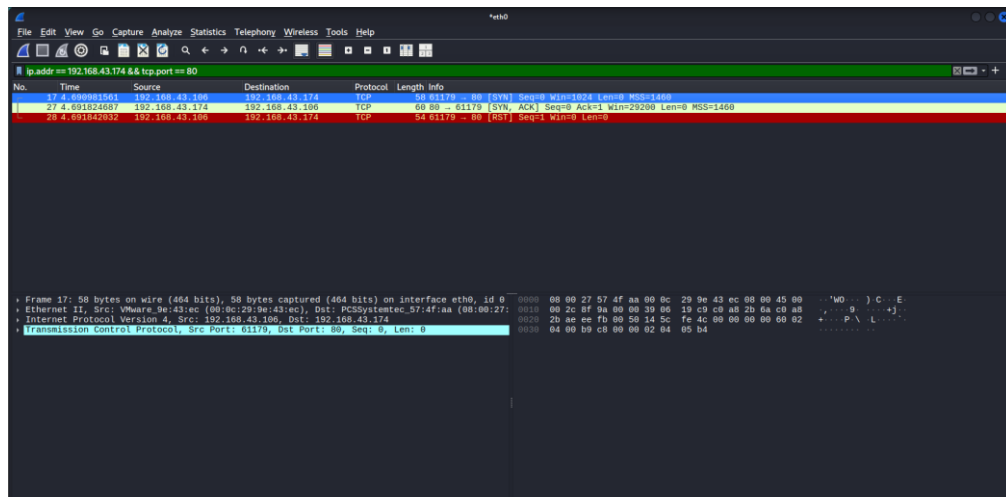 *eth0
File Edit View Go Capture Analyze Statistics Telephony Wireless Tools Help
ip.addr == 192.168.43.174 && tcp.port == 80
No. Time Source Destination Protocol Length Info
17 4.690981561 192.168.43.106 192.168.43.174 TCP 58 61179 → 80 [SYN] Seq=0 Win=1024 Len=0 MSS=1460
27 4.691824687 192.168.43.174 192.168.43.106 TCP 60 80 → 61179 [SYN, ACK] Seq=0 Ack=1 Win=29200 Len=0 MSS=1460
28 4.691842032 192.168.43.106 192.168.43.174 TCP 54 61179 → 80 [RST] Seq=1 Win=0 Len=0
Frame 17: 58 bytes on wire (464 bits), 58 bytes captured (464 bits) on interface eth0, id 0
Ethernet II, Src: VMware_9e:43:ec (00:0c:29:9e:43:ec), Dst: PCSSystemtec_57:4f:aa (08:00:27:
Internet Protocol Version 4, Src: 192.168.43.106, Dst: 192.168.43.174
Transmission Control Protocol, Src Port: 61179, Dst Port: 80, Seq: 0, Len: 0
0000 08 00 27 57 4f aa 00 0c 29 9e 43 ec 08 00 45 00 ··'WO··· )·C···E·
0010 00 2c 8f 9a 00 00 39 06 19 c9 c0 a8 2b 6a c0 a8 ·,····9· ····+j··
0020 2b ae ee fb 00 50 14 5c fe 4c 00 00 00 00 60 02 +····P·\ ·L····`·
0030 04 00 b9 c8 00 00 02 04 05 b4 ········ ··